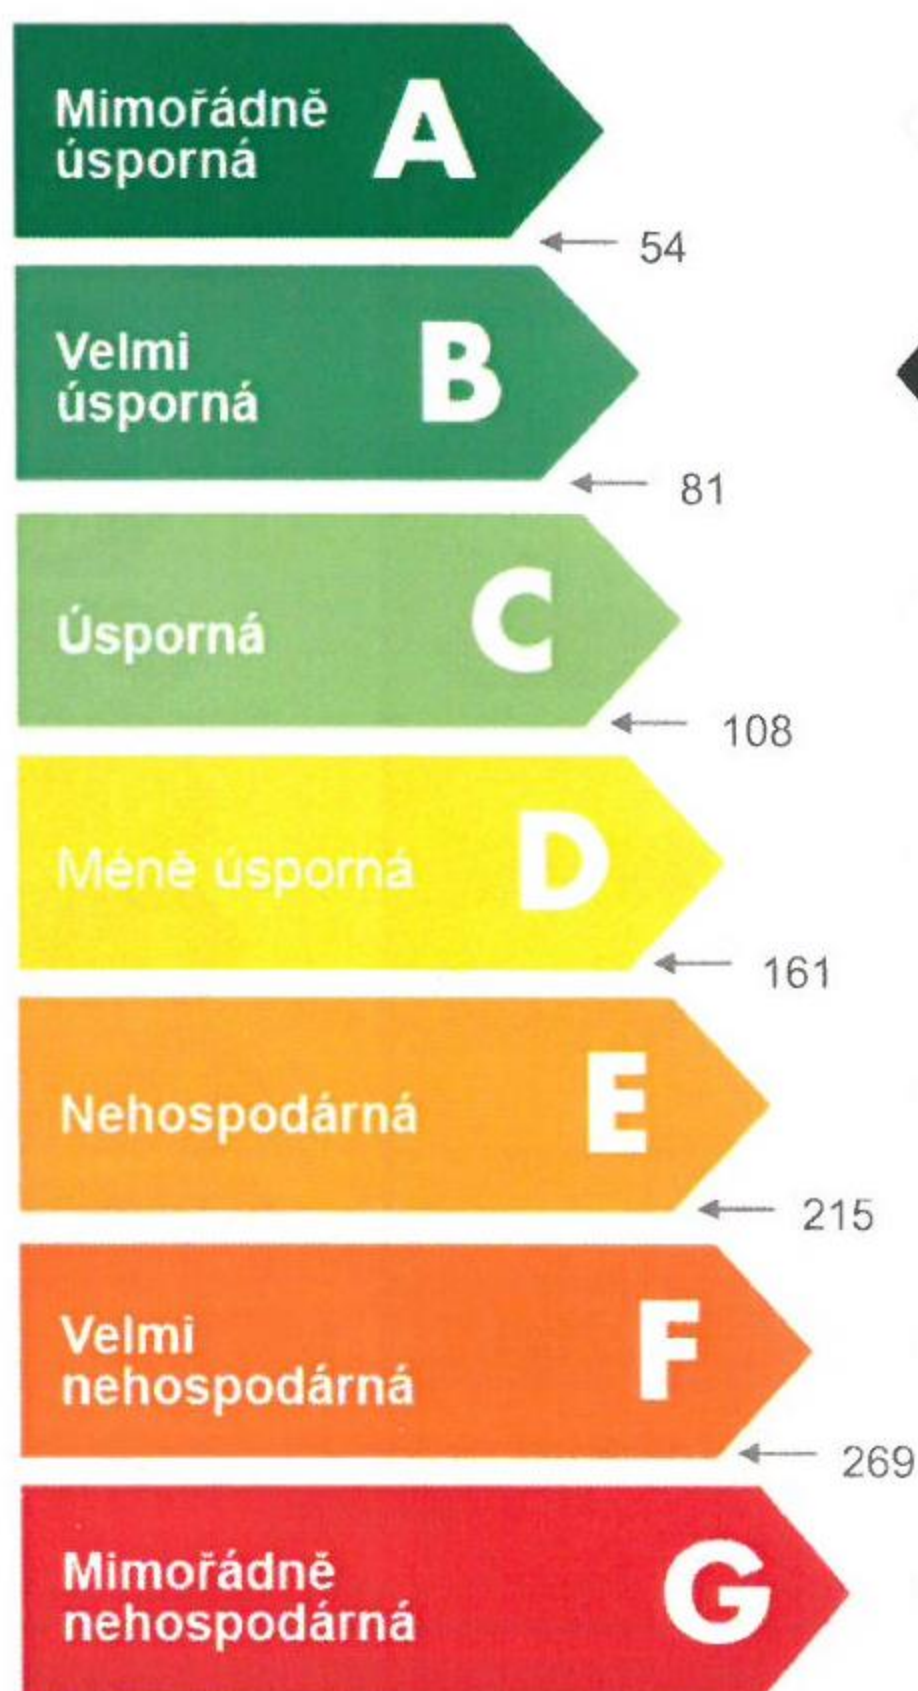 Mimořádně
úsporná
A
54
Velmi
úsporná
B
81
Úsporná
C
108
Méně úsporná
D
161
Nehospodárná
E
215
Velmi
nehospodárná
F
269
Mimořádně
nehospodárná
G